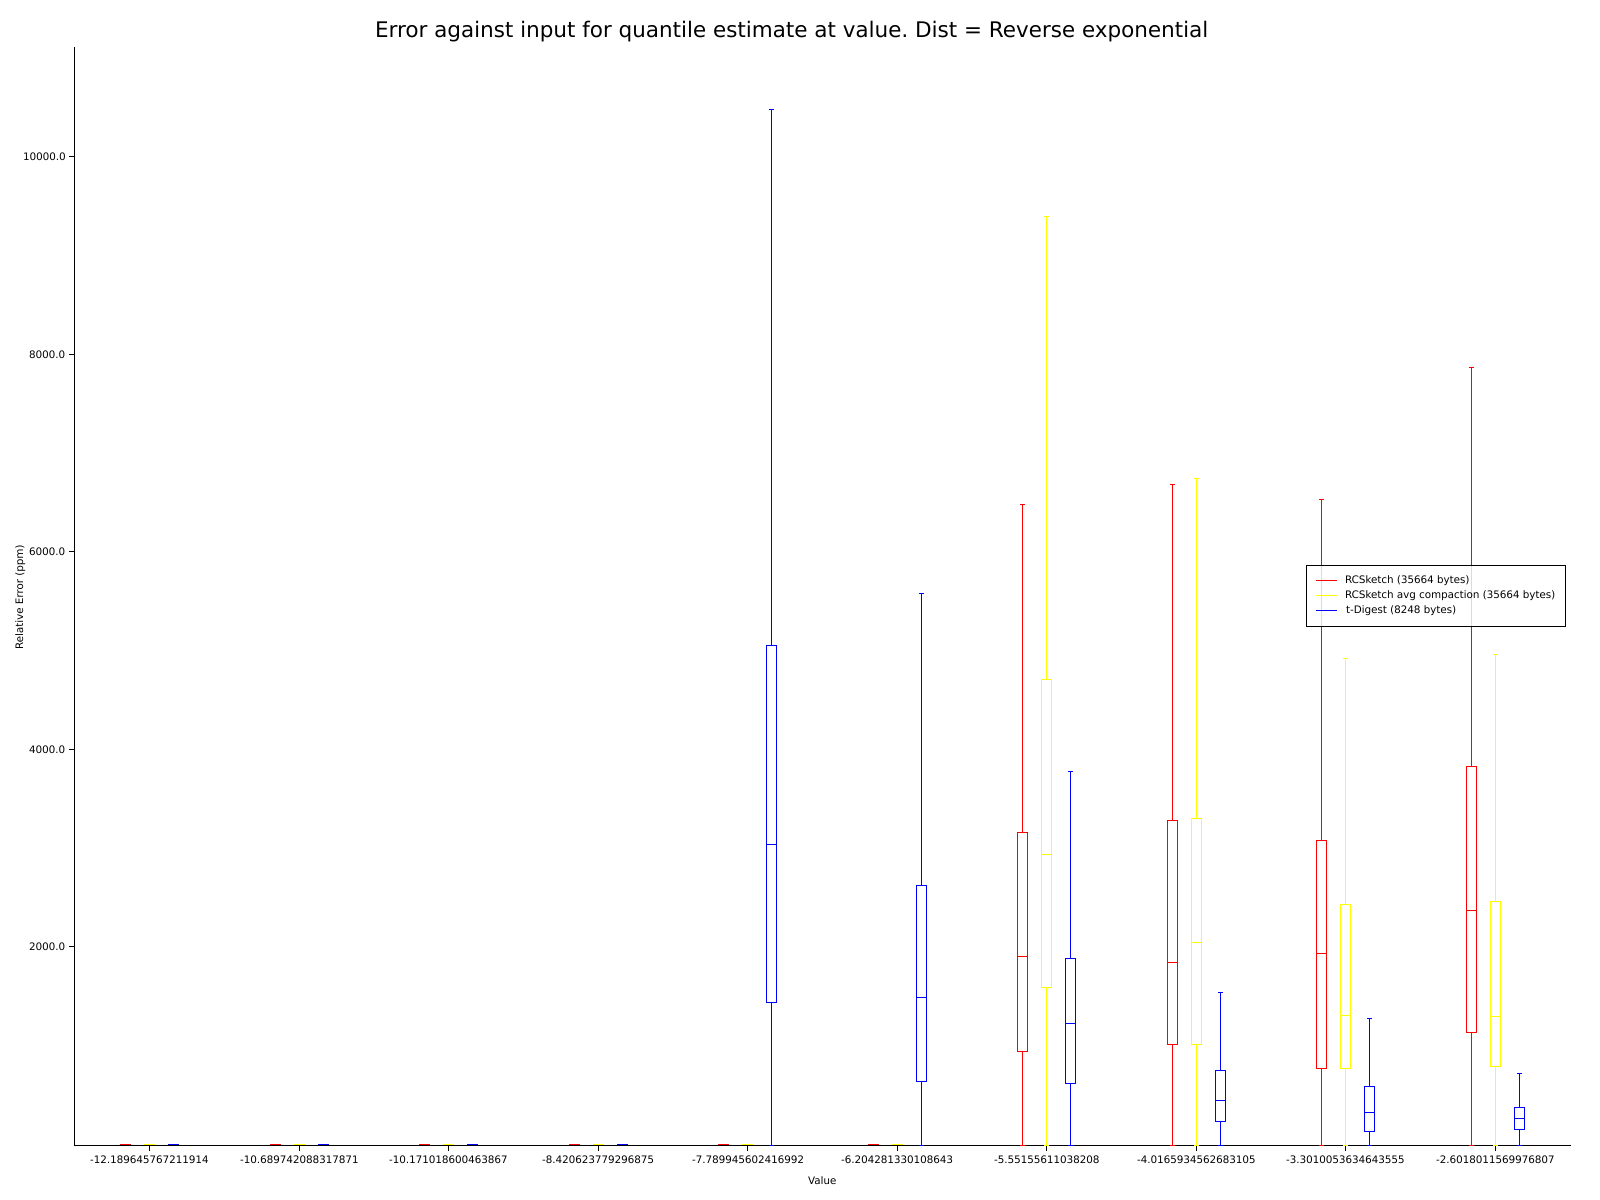 Error against input for quantile estimate at value. Dist = Reverse exponential
10000.0
8000.0
6000.0
4000.0
2000.0
Relative Error (ppm)
RCSketch (35664 bytes)
RCSketch avg compaction (35664 bytes)
t-Digest (8248 bytes)
-12.189645767211914
-10.689742088317871
-10.171018600463867
-8.420623779296875
-7.789945602416992
-6.204281330108643
-5.55155611038208
-4.0165934562683105
-3.3010053634643555
-2.6018011569976807
Value